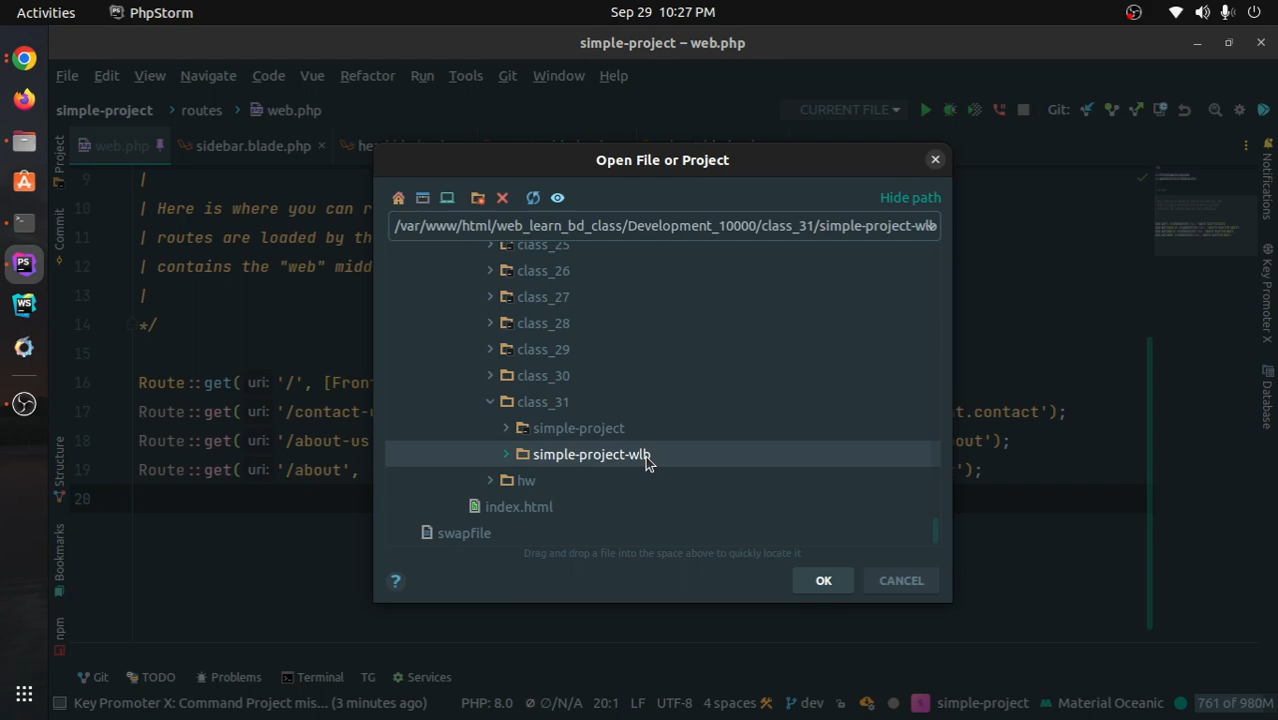 Activities PhpStorm Sep 29 10:27 PM
simple-project – web.php
File Edit View Navigate Code Vue Refactor Run Tools Git Window Help
simple-project routes web.php CURRENT FILE Git:
web.php sidebar.blade.php
Open File or Project
Hide path
/var/www/html/web_learn_bd_class/Development_10000/class_31/simple-project-wlb
class_25
class_26
class_27
class_28
class_29
class_30
class_31
simple-project
simple-project-wlb
hw
index.html
swapfile
Drag and drop a file into the space above to quickly locate it
? OK CANCEL
9 |
10 | Here is where you can r
11 | routes are loaded by th
12 | contains the "web" midd
13 |
14 */
15
16 Route::get( uri: '/', [Fron
17 Route::get( uri: '/contact-u nt.contact');
18 Route::get( uri: '/about-us bout');
19 Route::get( uri: '/about', ');
20
Project
Commit
Structure
Bookmarks
npm
Notifications
Key Promoter X
Database
Git TODO Problems Terminal TG Services
Key Promoter X: Command Project mis... (3 minutes ago) PHP: 8.0 ∅/N/A 20:1 LF UTF-8 4 spaces dev simple-project Material Oceanic 761 of 980M